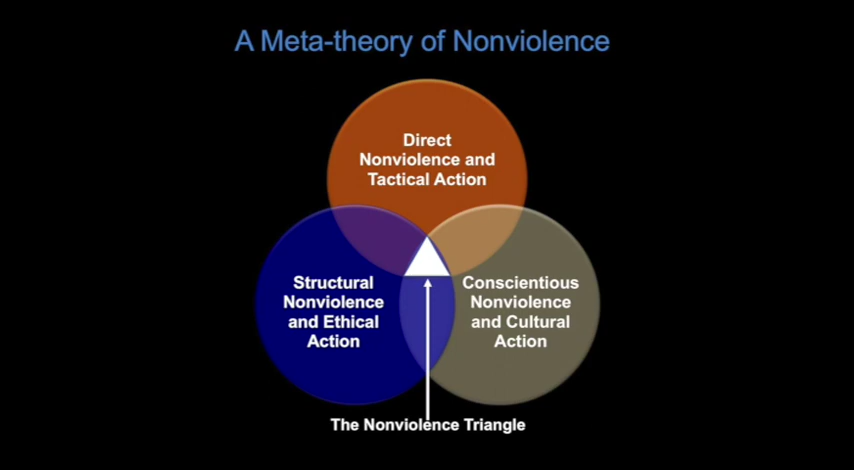 A Meta-theory of Nonviolence
Direct
Nonviolence and
Tactical Action
Structural
Nonviolence
and Ethical
Action
Conscientious
Nonviolence
and Cultural
Action
The Nonviolence Triangle